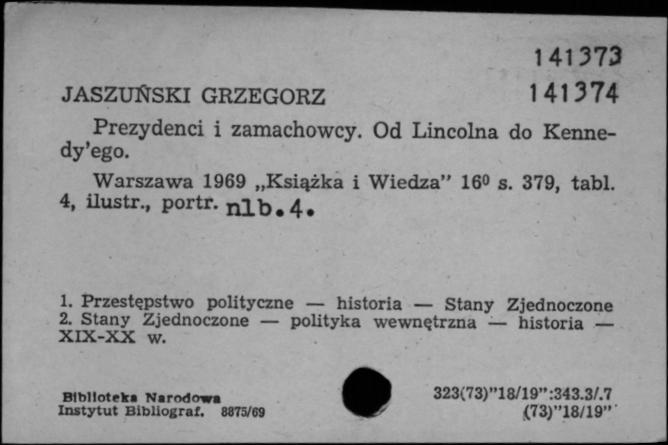 141373
JASZUŃSKI GRZEGORZ 141374
Prezydenci i zamachowcy. Od Lincolna do Kenne-
dy'ego.
Warszawa 1969 „Książka i Wiedza” 16⁰ s. 379, tabl.
4, ilustr., portr. nlb.4.
1. Przestępstwo polityczne — historia — Stany Zjednoczone
2. Stany Zjednoczone — polityka wewnętrzna — historia —
XIX-XX w.
Biblioteka Narodowa 323(73)”18/19”:343.3/.7
Instytut Bibliograf. 8875/69 (73)”18/19”